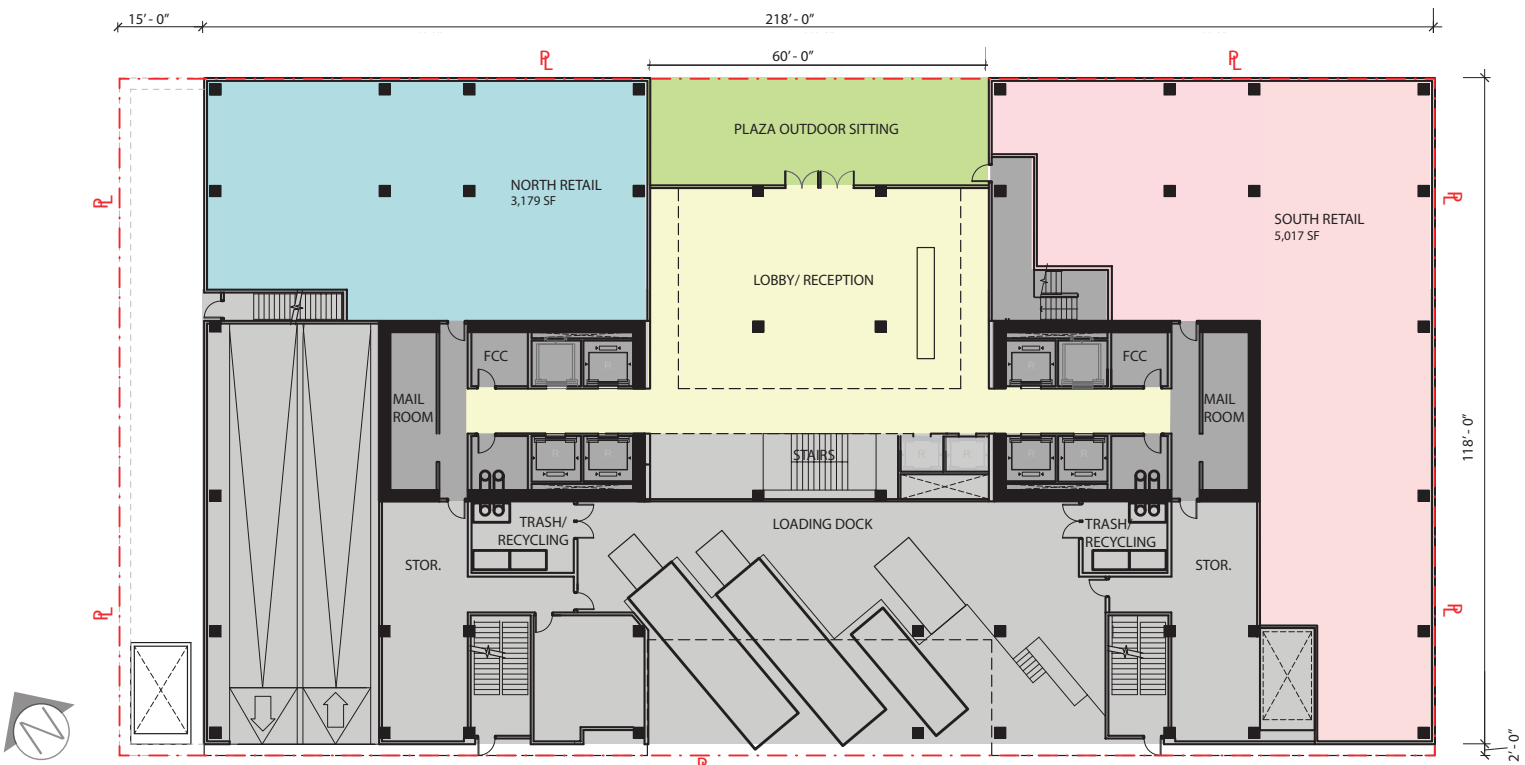 15' - 0"
218' - 0"
60' - 0"
PL
PL
PLAZA OUTDOOR SITTING
NORTH RETAIL
3,179 SF
PL
PL
SOUTH RETAIL
5,017 SF
LOBBY/ RECEPTION
FCC
R
R
FCC
MAIL
ROOM
MAIL
ROOM
118' - 0"
R
R
STAIRS
R
R
R
R
TRASH/
RECYCLING
LOADING DOCK
TRASH/
RECYCLING
STOR.
STOR.
PL
PL
N
PL
2' - 0"